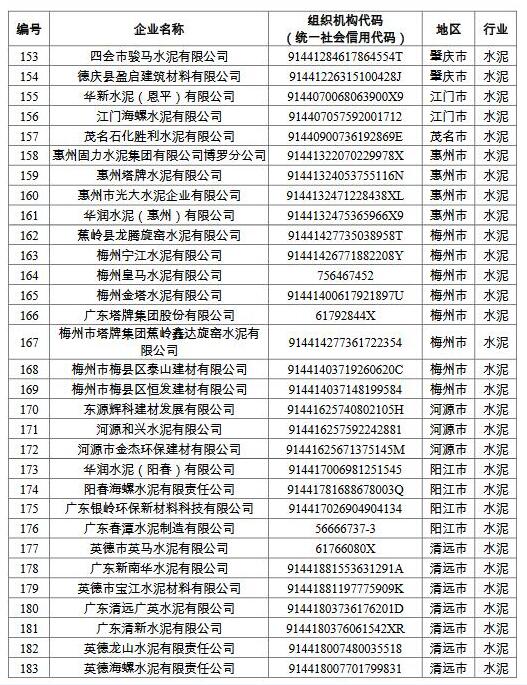 编号 企业名称 组织机构代码 地区 行业
（统一社会信用代码）
153 四会市骏马水泥有限公司 91441284617864554T 肇庆市 水泥
154 德庆县盈启建筑材料有限公司 91441226315100428J 肇庆市 水泥
155 华新水泥（恩平）有限公司 9144070068063900X9 江门市 水泥
156 江门海螺水泥有限公司 914407057592001712 江门市 水泥
157 茂名石化胜利水泥有限公司 91440900736192869E 茂名市 水泥
158 惠州固力水泥集团有限公司博罗分公司 91441322070229978X 惠州市 水泥
159 惠州塔牌水泥有限公司 91441324053755116N 惠州市 水泥
160 惠州市光大水泥企业有限公司 9144132471228438XL 惠州市 水泥
161 华润水泥（惠州）有限公司 9144132475365966X9 惠州市 水泥
162 蕉岭县龙腾旋窑水泥有限公司 91441427735038958T 梅州市 水泥
163 梅州宁江水泥有限公司 91441426771882208Y 梅州市 水泥
164 梅州皇马水泥有限公司 756467452 梅州市 水泥
165 梅州金塔水泥有限公司 91441400617921897U 梅州市 水泥
166 广东塔牌集团股份有限公司 61792844X 梅州市 水泥
167 梅州市塔牌集团蕉岭鑫达旋窑水泥有 914414277361722354 梅州市 水泥
限公司
168 梅州市梅县区泰山建材有限公司 91441403719260620C 梅州市 水泥
169 梅州市梅县区恒发建材有限公司 914414037148199584 梅州市 水泥
170 东源辉科建材发展有限公司 91441625740802105H 河源市 水泥
171 河源和兴水泥有限公司 914416257592242881 河源市 水泥
172 河源市金杰环保建材有限公司 91441625671375145M 河源市 水泥
173 华润水泥（阳春）有限公司 914417006981251545 阳江市 水泥
174 阳春海螺水泥有限责任公司 91441781688678003Q 阳江市 水泥
175 广东银岭环保新材料科技有限公司 914417026904904134 阳江市 水泥
176 广东春潭水泥制造有限公司 56666737-3 阳江市 水泥
177 英德市英马水泥有限公司 61766080X 清远市 水泥
178 广东新南华水泥有限公司 91441881553631291A 清远市 水泥
179 英德市宝江水泥材料有限公司 91441881197775909K 清远市 水泥
180 广东清远广英水泥有限公司 91441803736176201D 清远市 水泥
181 广东清新水泥有限公司 9144180376061542XR 清远市 水泥
182 英德龙山水泥有限责任公司 914418007480035518 清远市 水泥
183 英德海螺水泥有限责任公司 914418007701799831 清远市 水泥